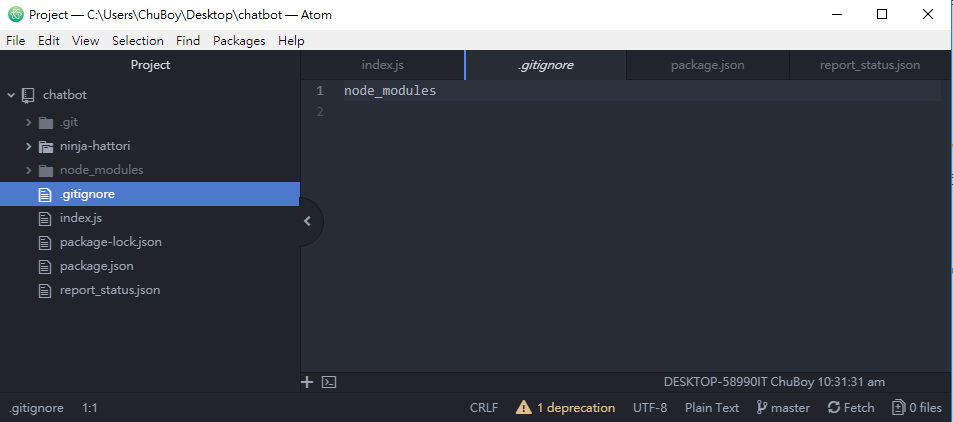 Project — C:\Users\ChuBoy\Desktop\chatbot — Atom
File Edit View Selection Find Packages Help
Project
chatbot
.git
ninja-hattori
node_modules
.gitignore
index.js
package-lock.json
package.json
report_status.json
index.js .gitignore package.json report_status.json
1 node_modules
2
DESKTOP-58990IT ChuBoy 10:31:31 am
.gitignore 1:1 CRLF 1 deprecation UTF-8 Plain Text master Fetch 0 files